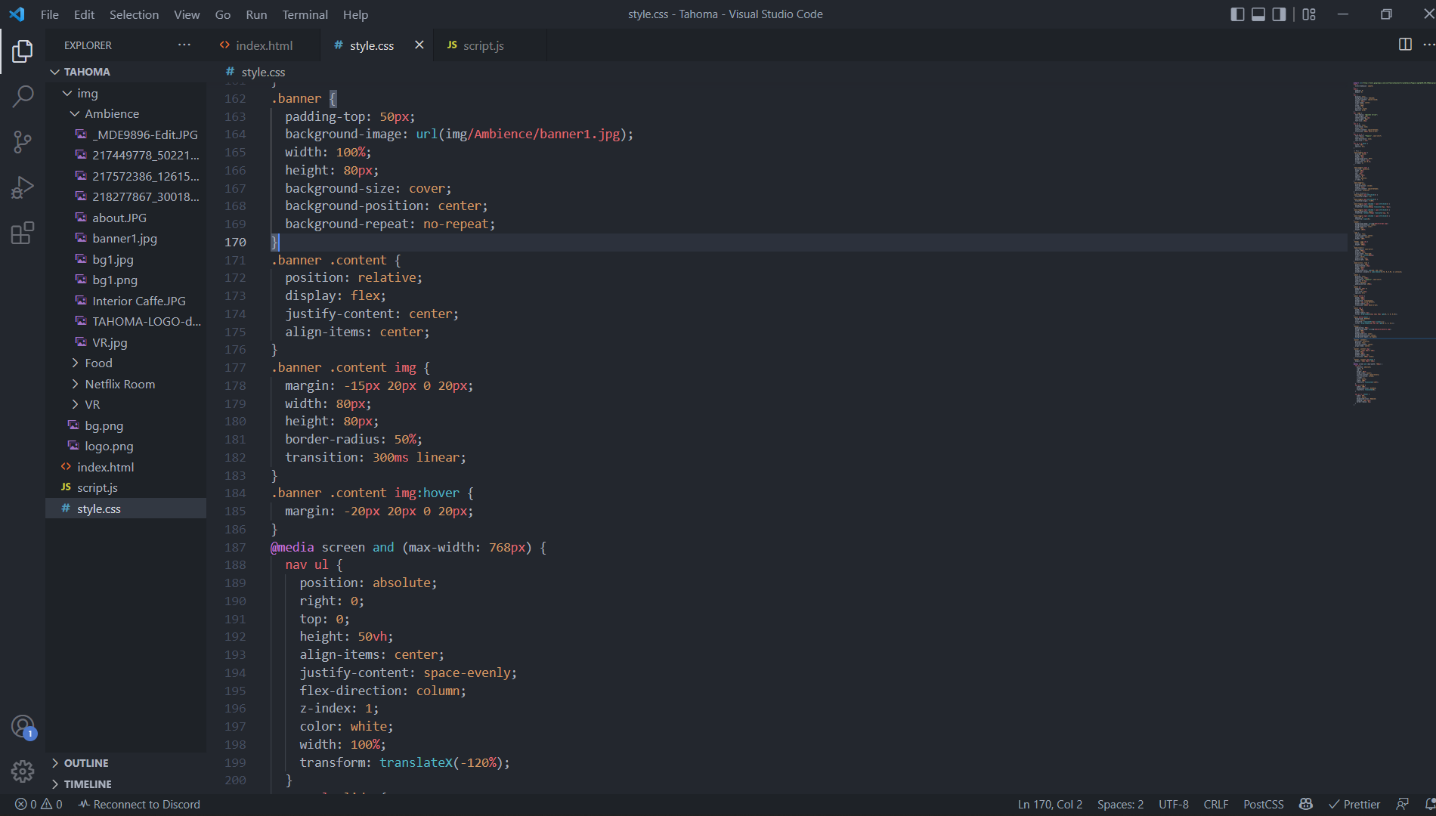 File Edit Selection View Go Run Terminal Help
style.css - Tahoma - Visual Studio Code
EXPLORER
index.html
# style.css
JS script.js
TAHOMA
# style.css
img
Ambience
_MDE9896-Edit.JPG
217449778_50221...
217572386_12615...
218277867_30018...
about.JPG
banner1.jpg
bg1.jpg
bg1.png
Interior Caffe.JPG
TAHOMA-LOGO-d...
VR.jpg
Food
Netflix Room
VR
bg.png
logo.png
index.html
JS script.js
# style.css
OUTLINE
TIMELINE
162 .banner {
163 padding-top: 50px;
164 background-image: url(img/Ambience/banner1.jpg);
165 width: 100%;
166 height: 80px;
167 background-size: cover;
168 background-position: center;
169 background-repeat: no-repeat;
170 }
171 .banner .content {
172 position: relative;
173 display: flex;
174 justify-content: center;
175 align-items: center;
176 }
177 .banner .content img {
178 margin: -15px 20px 0 20px;
179 width: 80px;
180 height: 80px;
181 border-radius: 50%;
182 transition: 300ms linear;
183 }
184 .banner .content img:hover {
185 margin: -20px 20px 0 20px;
186 }
187 @media screen and (max-width: 768px) {
188 nav ul {
189 position: absolute;
190 right: 0;
191 top: 0;
192 height: 50vh;
193 align-items: center;
194 justify-content: space-evenly;
195 flex-direction: column;
196 z-index: 1;
197 color: white;
198 width: 100%;
199 transform: translateX(-120%);
200 }
1
0 0 Reconnect to Discord
Ln 170, Col 2 Spaces: 2 UTF-8 CRLF PostCSS Prettier